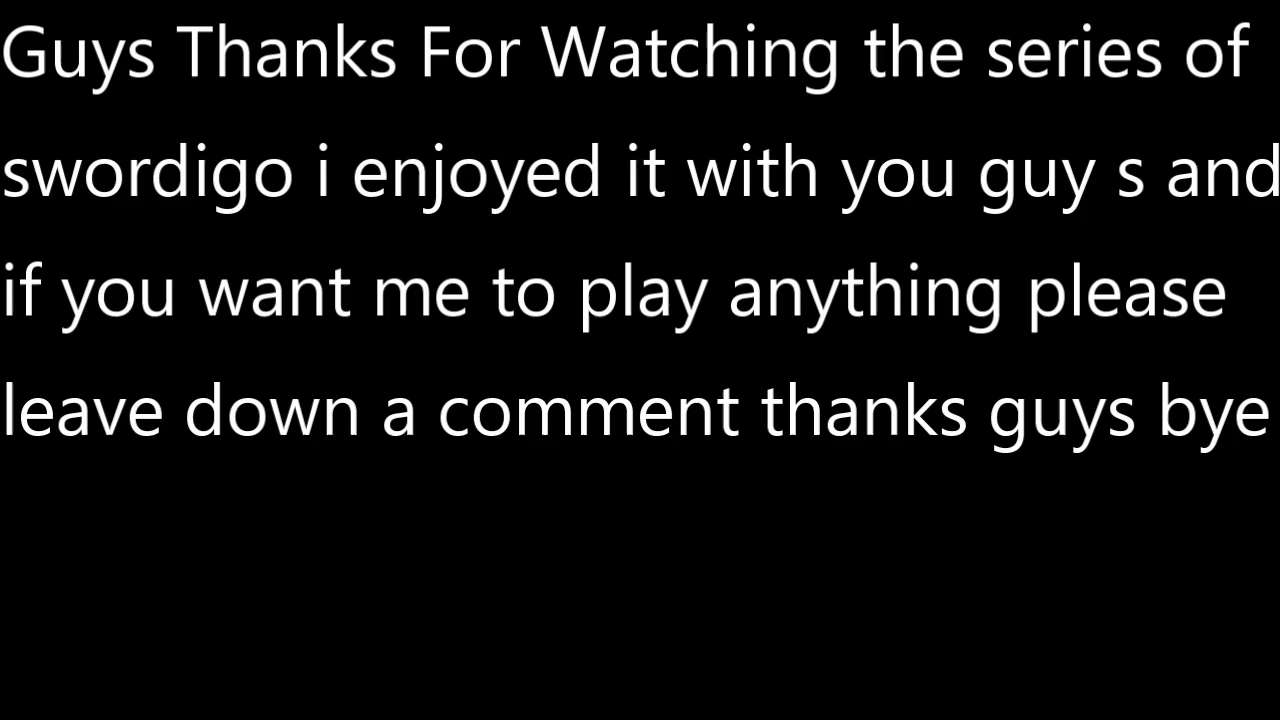 Guys Thanks For Watching the series of
swordigo i enjoyed it with you guy s and
if you want me to play anything please
leave down a comment thanks guys bye